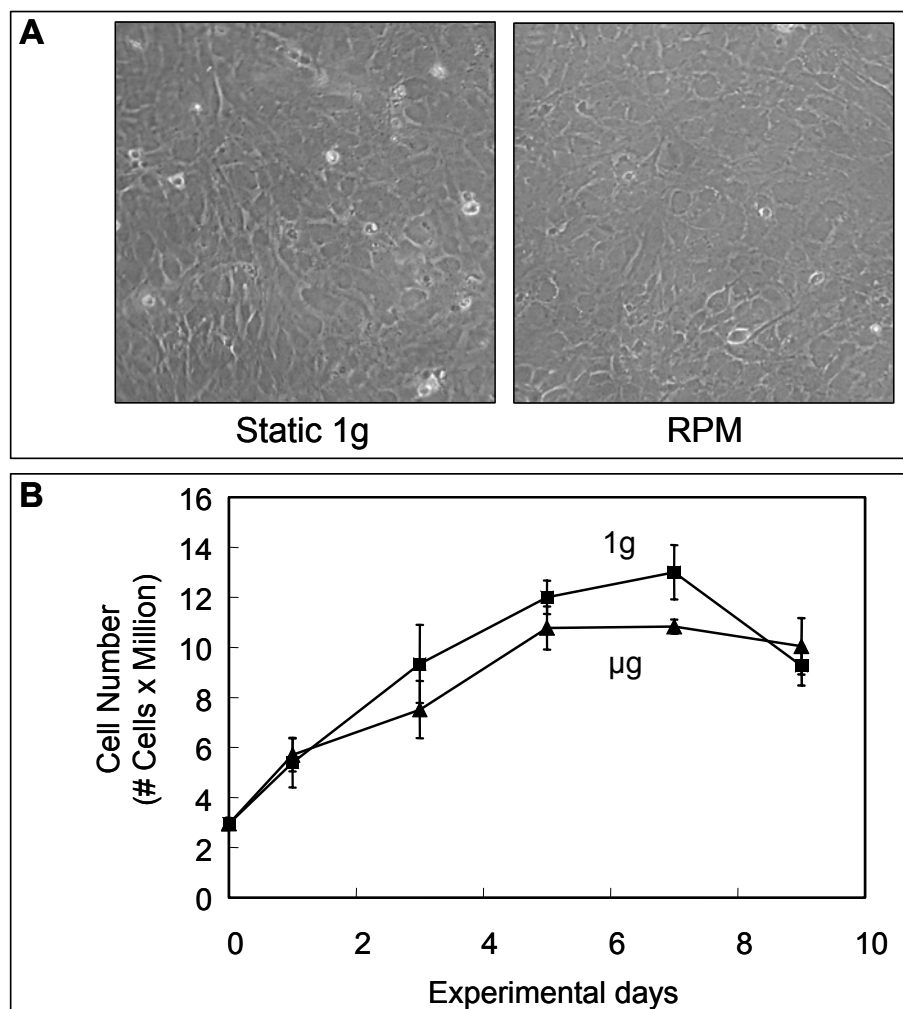 A
Static 1g
RPM
B
Cell Number
(# Cells x Million)
16
14
12
10
8
6
4
2
0
1g
µg
0 2 4 6 8 10
Experimental days